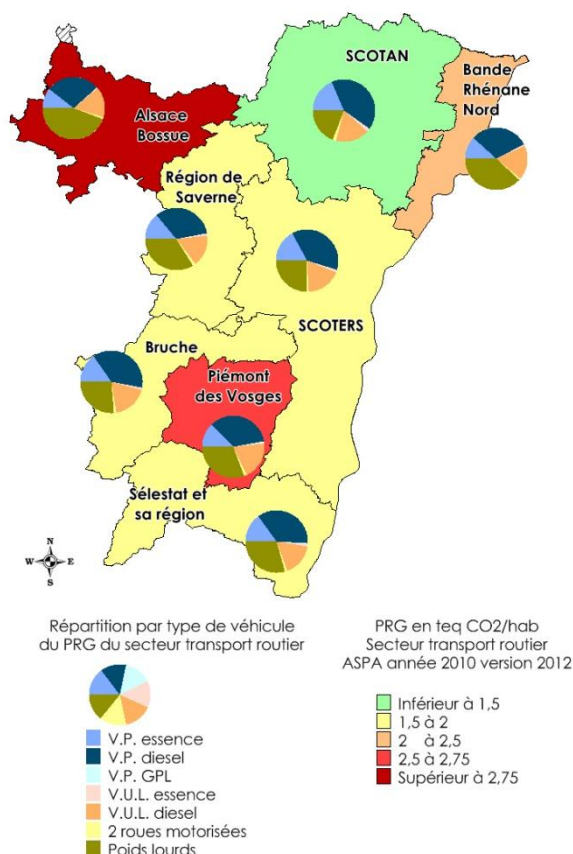 SCOTAN
Bande
Rhénane
Nord
Alsace
Bossue
Région de
Saverne
SCOTERS
Bruche
Piémont
des Vosges
Sélestat et
sa région
N
W E
S
Répartition par type de véhicule
du PRG du secteur transport routier
V.P. essence
V.P. diesel
V.P. GPL
V.U.L. essence
V.U.L. diesel
2 roues motorisées
Poids lourds
PRG en teq CO2/hab
Secteur transport routier
ASPA année 2010 version 2012
Inférieur à 1,5
1,5 à 2
2 à 2,5
2,5 à 2,75
Supérieur à 2,75